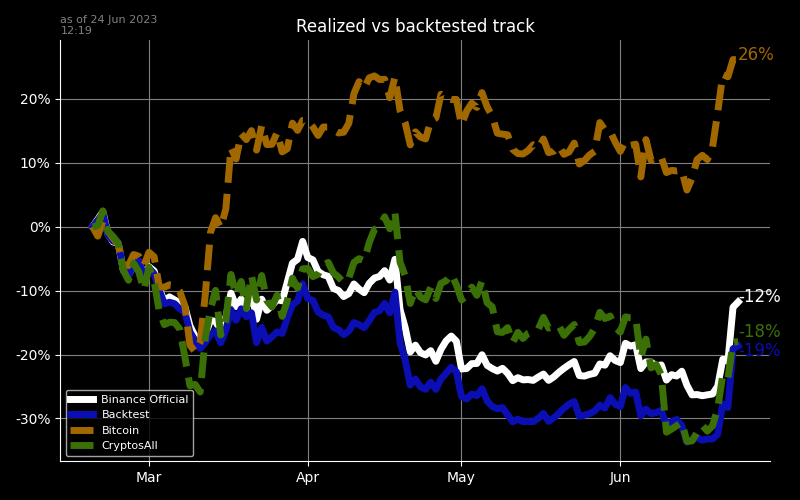 as of 24 Jun 2023
12:19
Realized vs backtested track
26%
20%
10%
0%
-10%
-12%
-18%
-19%
-20%
-30%
Binance Official
Backtest
Bitcoin
CryptosAll
Mar
Apr
May
Jun